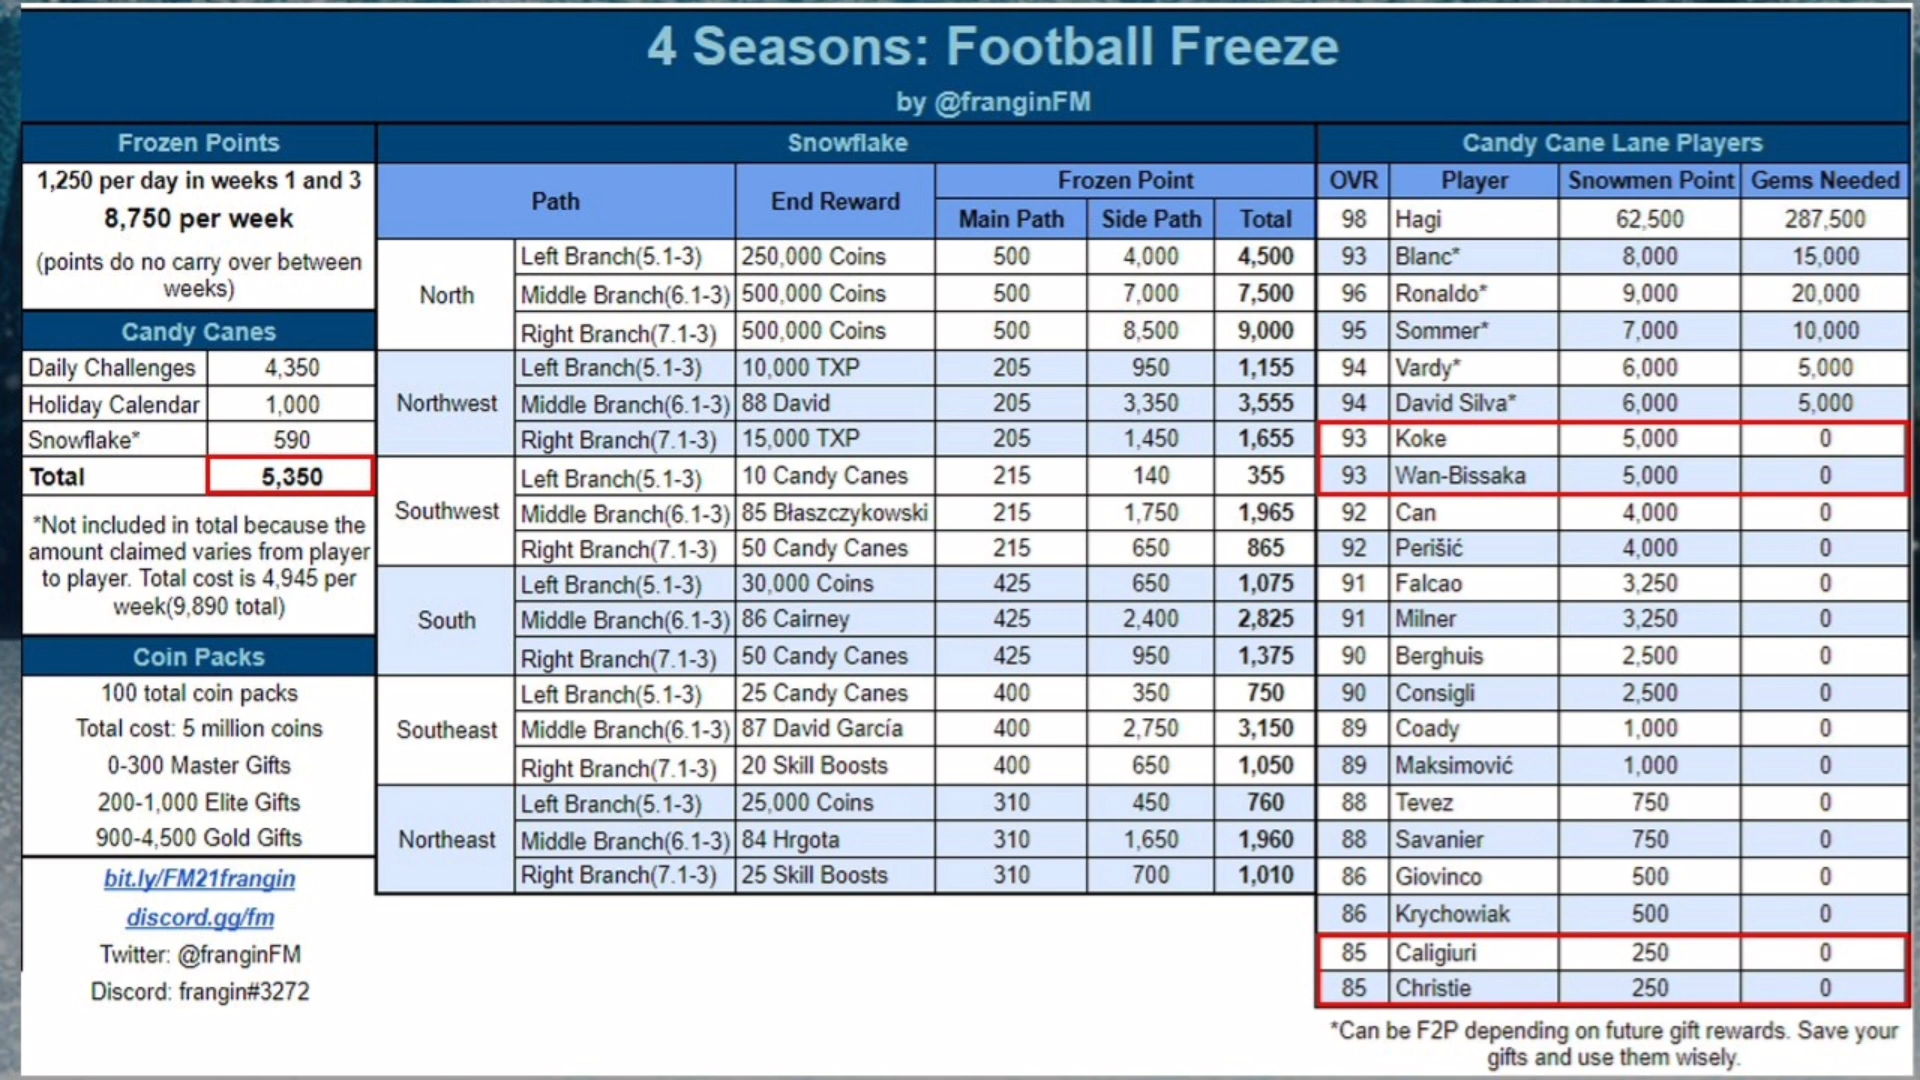 4 Seasons: Football Freeze
by @franginFM
Frozen Points
1,250 per day in weeks 1 and 3
8,750 per week
(points do no carry over between
weeks)
Candy Canes
Daily Challenges 4,350
Holiday Calendar 1,000
Snowflake* 590
Total 5,350
*Not included in total because the
amount claimed varies from player
to player. Total cost is 4,945 per
week(9,890 total)
Coin Packs
100 total coin packs
Total cost: 5 million coins
0-300 Master Gifts
200-1,000 Elite Gifts
900-4,500 Gold Gifts
bit.ly/FM21frangin
discord.gg/fm
Twitter: @franginFM
Discord: frangin#3272
Snowflake
Path End Reward Frozen Point
Main Path Side Path Total
North
Left Branch(5.1-3) 250,000 Coins 500 4,000 4,500
Middle Branch(6.1-3) 500,000 Coins 500 7,000 7,500
Right Branch(7.1-3) 500,000 Coins 500 8,500 9,000
Northwest
Left Branch(5.1-3) 10,000 TXP 205 950 1,155
Middle Branch(6.1-3) 88 David 205 3,350 3,555
Right Branch(7.1-3) 15,000 TXP 205 1,450 1,655
Southwest
Left Branch(5.1-3) 10 Candy Canes 215 140 355
Middle Branch(6.1-3) 85 Błaszczykowski 215 1,750 1,965
Right Branch(7.1-3) 50 Candy Canes 215 650 865
South
Left Branch(5.1-3) 30,000 Coins 425 650 1,075
Middle Branch(6.1-3) 86 Cairney 425 2,400 2,825
Right Branch(7.1-3) 50 Candy Canes 425 950 1,375
Southeast
Left Branch(5.1-3) 25 Candy Canes 400 350 750
Middle Branch(6.1-3) 87 David García 400 2,750 3,150
Right Branch(7.1-3) 20 Skill Boosts 400 650 1,050
Northeast
Left Branch(5.1-3) 25,000 Coins 310 450 760
Middle Branch(6.1-3) 84 Hrgota 310 1,650 1,960
Right Branch(7.1-3) 25 Skill Boosts 310 700 1,010
Candy Cane Lane Players
OVR Player Snowmen Point Gems Needed
98 Hagi 62,500 287,500
93 Blanc* 8,000 15,000
96 Ronaldo* 9,000 20,000
95 Sommer* 7,000 10,000
94 Vardy* 6,000 5,000
94 David Silva* 6,000 5,000
93 Koke 5,000 0
93 Wan-Bissaka 5,000 0
92 Can 4,000 0
92 Perišić 4,000 0
91 Falcao 3,250 0
91 Milner 3,250 0
90 Berghuis 2,500 0
90 Consigli 2,500 0
89 Coady 1,000 0
89 Maksimović 1,000 0
88 Tevez 750 0
88 Savanier 750 0
86 Giovinco 500 0
86 Krychowiak 500 0
85 Caligiuri 250 0
85 Christie 250 0
*Can be F2P depending on future gift rewards. Save your
gifts and use them wisely.